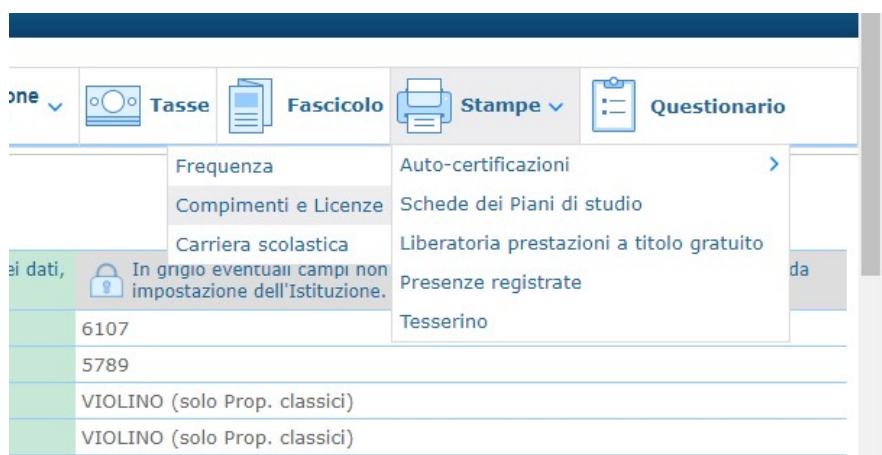 one Tasse Fascicolo Stampe Questionario
Frequenza
Compimenti e Licenze
Carriera scolastica
Auto-certificazioni
Schede dei Piani di studio
Liberatoria prestazioni a titolo gratuito
Presenze registrate
Tesserino
ei dati, In grigio eventuali campi non da
impostazione dell'Istituzione.
6107
5789
VIOLINO (solo Prop. classici)
VIOLINO (solo Prop. classici)